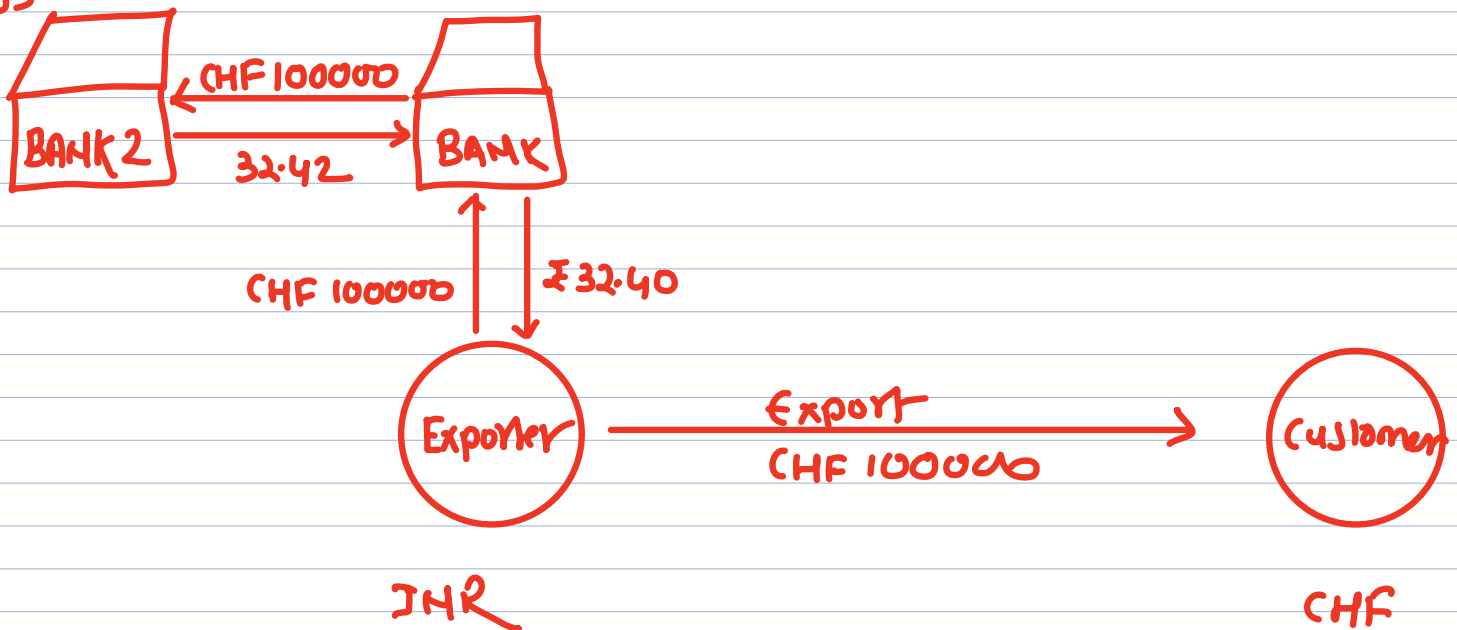 CHF 100000
BANK 2
BANK
32.42
CHF 100000
₹32.40
Export
Exporter
Customer
CHF 100000
INR
CHF